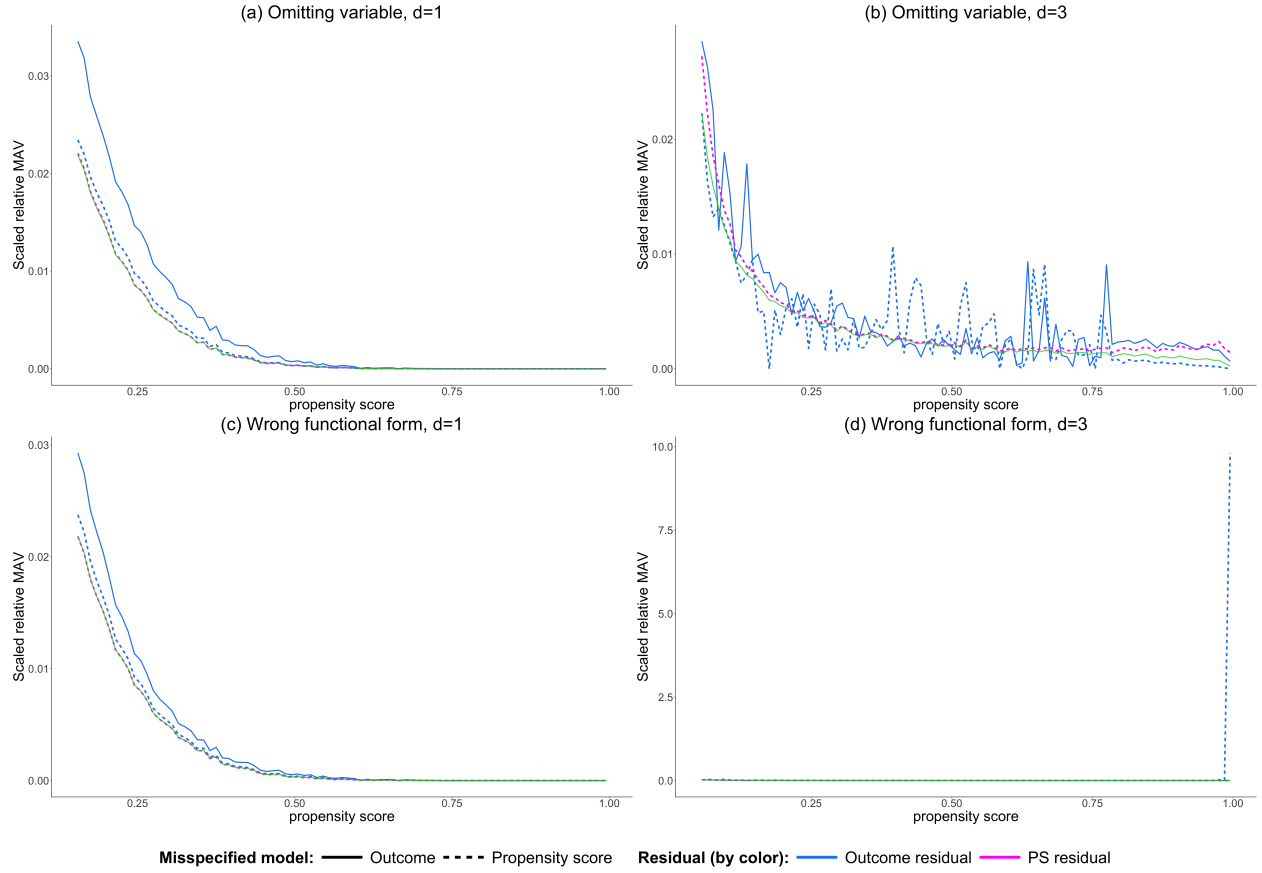 (a) Omitting variable, d=1
Scaled relative MAV
0.03
0.02
0.01
0.00
0.25 0.50 0.75 1.00
propensity score
(b) Omitting variable, d=3
Scaled relative MAV
0.02
0.01
0.00
0.25 0.50 0.75 1.00
propensity score
(c) Wrong functional form, d=1
Scaled relative MAV
0.03
0.02
0.01
0.00
0.25 0.50 0.75 1.00
propensity score
(d) Wrong functional form, d=3
Scaled relative MAV
10.0
7.5
5.0
2.5
0.0
0.25 0.50 0.75 1.00
propensity score
Misspecified model: Outcome Propensity score Residual (by color): Outcome residual PS residual